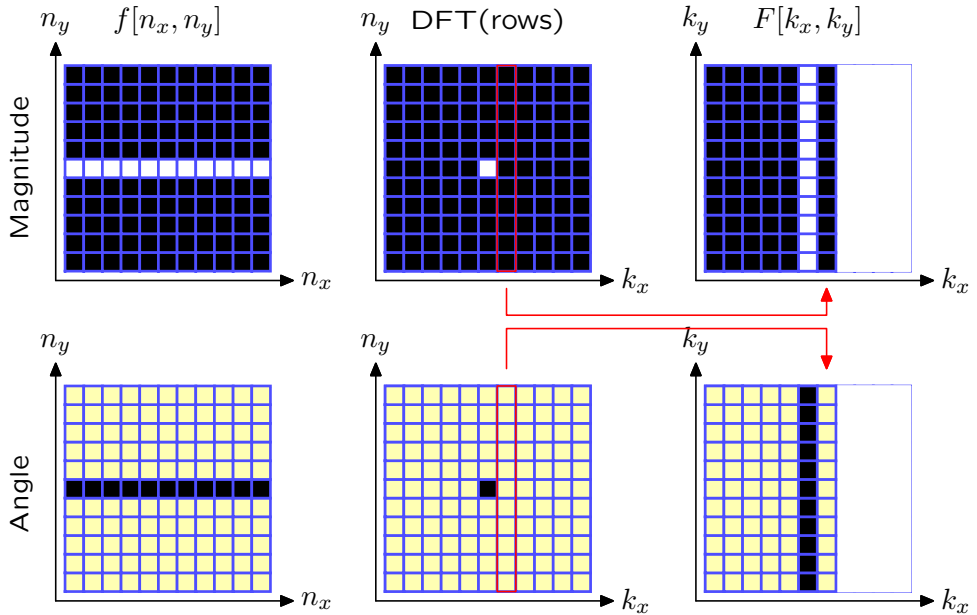 f[n_x, n_y]
DFT(rows)
F[k_x, k_y]
n_y
n_y
k_y
Magnitude
n_x
k_x
k_x
n_y
n_y
k_y
Angle
n_x
k_x
k_x